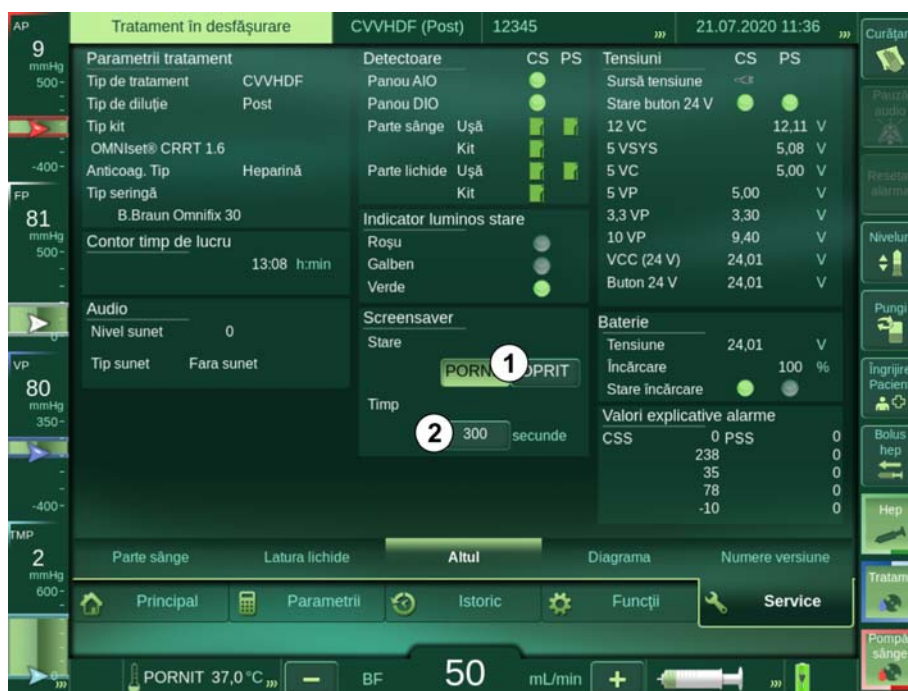 AP
9
mmHg
500-
-400-
FP
81
mmHg
500-
0
VP
80
mmHg
350-
-400-
TMP
2
mmHg
600-
Tratament în desfășurare
CVVHDF (Post)
12345
21.07.2020 11:36
Parametrii tratament
Tip de tratament CVVHDF
Tip de diluție Post
Tip kit
OMNIset® CRRT 1.6
Anticoag. Tip Heparină
Tip seringă
B.Braun Omnifix 30
Contor timp de lucru
13:08 h:min
Audio
Nivel sunet 0
Tip sunet Fara sunet
Detectoare CS PS
Panou AIO
Panou DIO
Parte sânge Ușă
Kit
Parte lichide Ușă
Kit
Indicator luminos stare
Roșu
Galben
Verde
Screensaver
Stare
1
Timp
2 300 secunde
Tensiuni CS PS
Sursă tensiune
Stare buton 24 V
12 VC 12,11 V
5 VSYS 5,08 V
5 VC 5,00 V
5 VP 5,00 V
3,3 VP 3,30 V
10 VP 9,40 V
VCC (24 V) 24,01 V
Buton 24 V 24,01 V
Baterie
Tensiune 24,01 V
Încărcare 100 %
Stare încărcare
Valori explicative alarme
CSS 0 PSS 0
238 0
35 0
78 0
-10 0
Parte sânge
Latura lichide
Altul
Diagrama
Numere versiune
Principal
Parametrii
Istoric
Funcții
Service
PORNIT 37,0 °C
BF 50 mL/min
Pauză
audio
alarmă
Pungi
Îngrijire
Bolus
hep
Hep
sânge